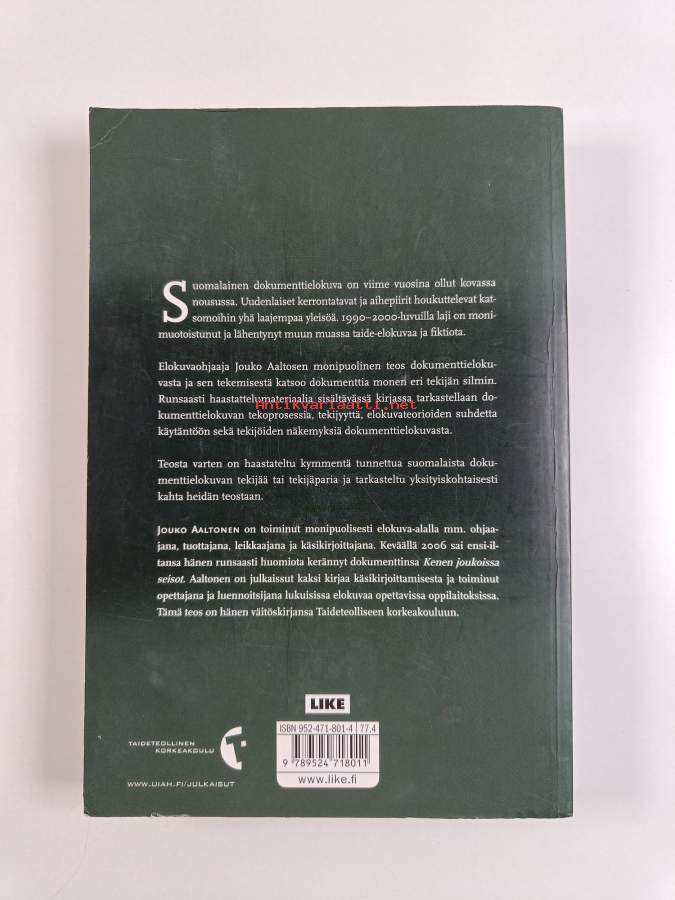 Suomalainen dokumenttielokuva on viime vuosina ollut kovassa
nousussa. Uudenlaiset kerrontatavat ja aihepiirit houkuttelevat kat-
somoihin yhä laajempaa yleisöä. 1990–2000-luvuilla laji on moni-
muotoistunut ja lähentynyt muun muassa taide-elokuvaa ja fiktiota.
Elokuvaohjaaja Jouko Aaltosen monipuolinen teos dokumenttieloku-
vasta ja sen tekemisestä katsoo dokumenttia monen eri tekijän silmin.
Runsaasti haastattelumateriaalia sisältävässä kirjassa tarkastellaan do-
Antikvariaatti.net
kumenttielokuvan tekoprosessia, tekijyyttä, elokuvateorioiden suhdetta
käytäntöön sekä tekijöiden näkemyksiä dokumenttielokuvasta.
Teosta varten on haastateltu kymmentä tunnettua suomalaista doku-
menttielokuvan tekijää tai tekijäparia ja tarkasteltu yksityiskohtaisesti
kahta heidän teostaan.
Jouko Aaltonen on toiminut monipuolisesti elokuva-alalla mm. ohjaa-
jana, tuottajana, leikkaajana ja käsikirjoittajana. Keväällä 2006 sai ensi-il-
tansa hänen runsaasti huomiota kerännyt dokumenttinsa Kenen joukoissa
seisot. Aaltonen on julkaissut kaksi kirjaa käsikirjoittamisesta ja toiminut
opettajana ja luennoitsijana lukuisissa elokuvaa opettavissa oppilaitoksissa.
Tämä teos on hänen väitöskirjansa Taideteolliseen korkeakouluun.
LIKE
ISBN 952-471-801-4 77.4
9 789524 718011
www.like.fi
TAIDETEOLLINEN
KORKEAKOULU
WWW.UIAH.FI/JULKAISUT